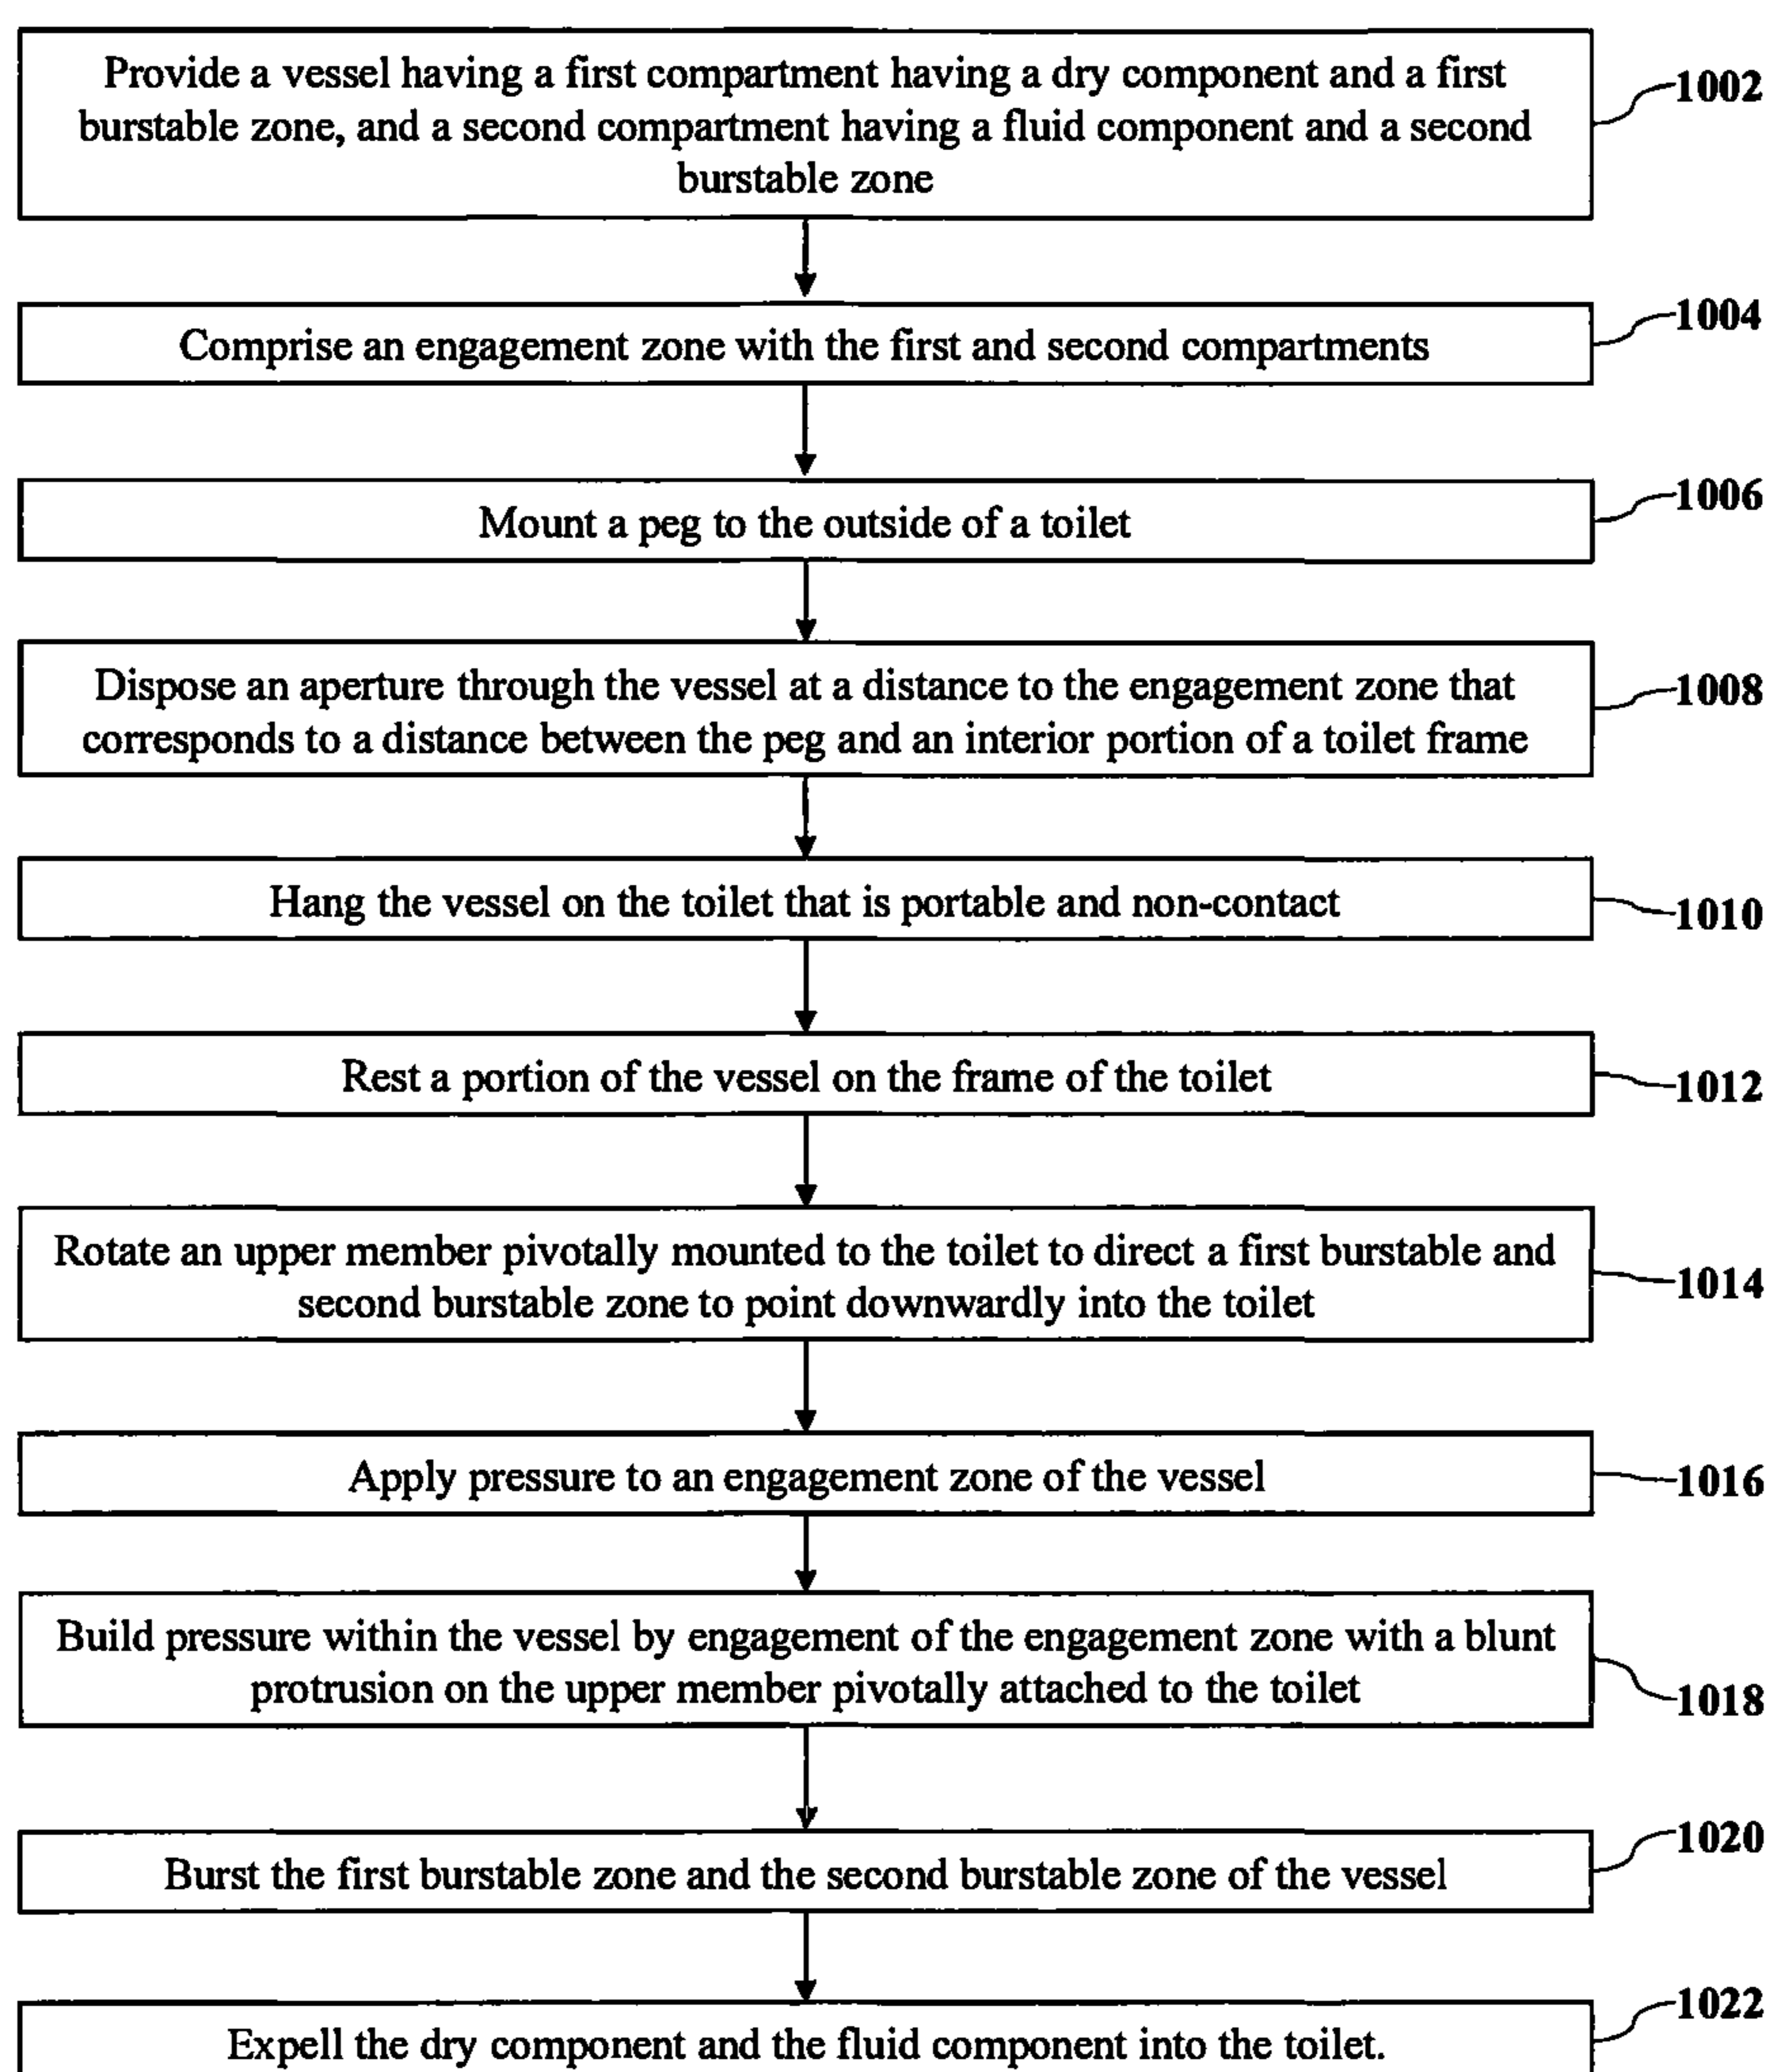 Provide a vessel having a first compartment having a dry component and a first
burstable zone, and a second compartment having a fluid component and a second
burstable zone
1002
Comprise an engagement zone with the first and second compartments
1004
Mount a peg to the outside of a toilet
1006
Dispose an aperture through the vessel at a distance to the engagement zone that
corresponds to a distance between the peg and an interior portion of a toilet frame
1008
Hang the vessel on the toilet that is portable and non-contact
1010
Rest a portion of the vessel on the frame of the toilet
1012
Rotate an upper member pivotally mounted to the toilet to direct a first burstable and
second burstable zone to point downwardly into the toilet
1014
Apply pressure to an engagement zone of the vessel
1016
Build pressure within the vessel by engagement of the engagement zone with a blunt
protrusion on the upper member pivotally attached to the toilet
1018
Burst the first burstable zone and the second burstable zone of the vessel
1020
Expell the dry component and the fluid component into the toilet.
1022